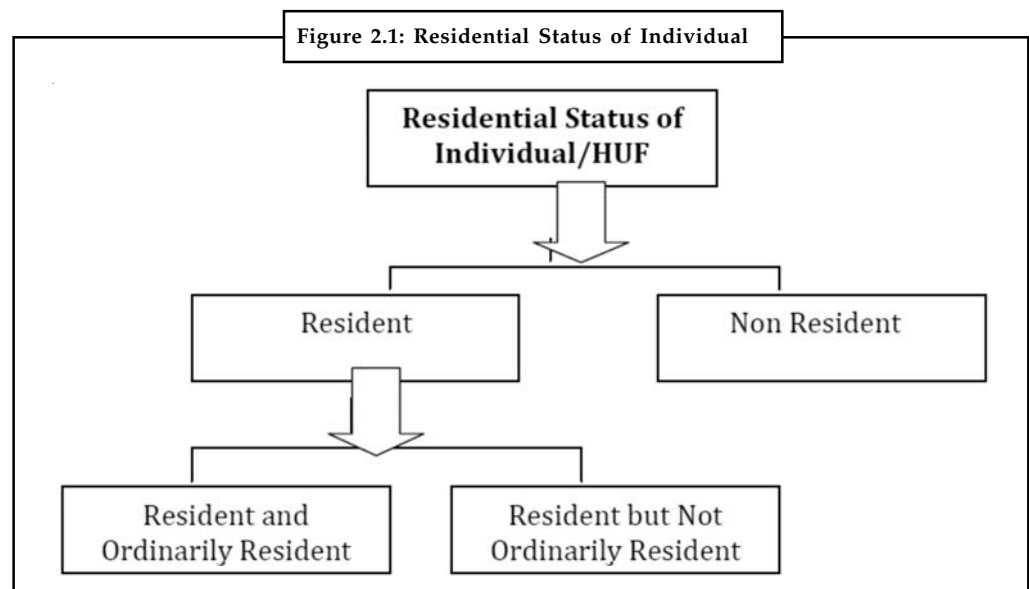 Figure 2.1: Residential Status of Individual
Residential Status of
Individual/HUF
Resident
Non Resident
Resident and
Ordinarily Resident
Resident but Not
Ordinarily Resident